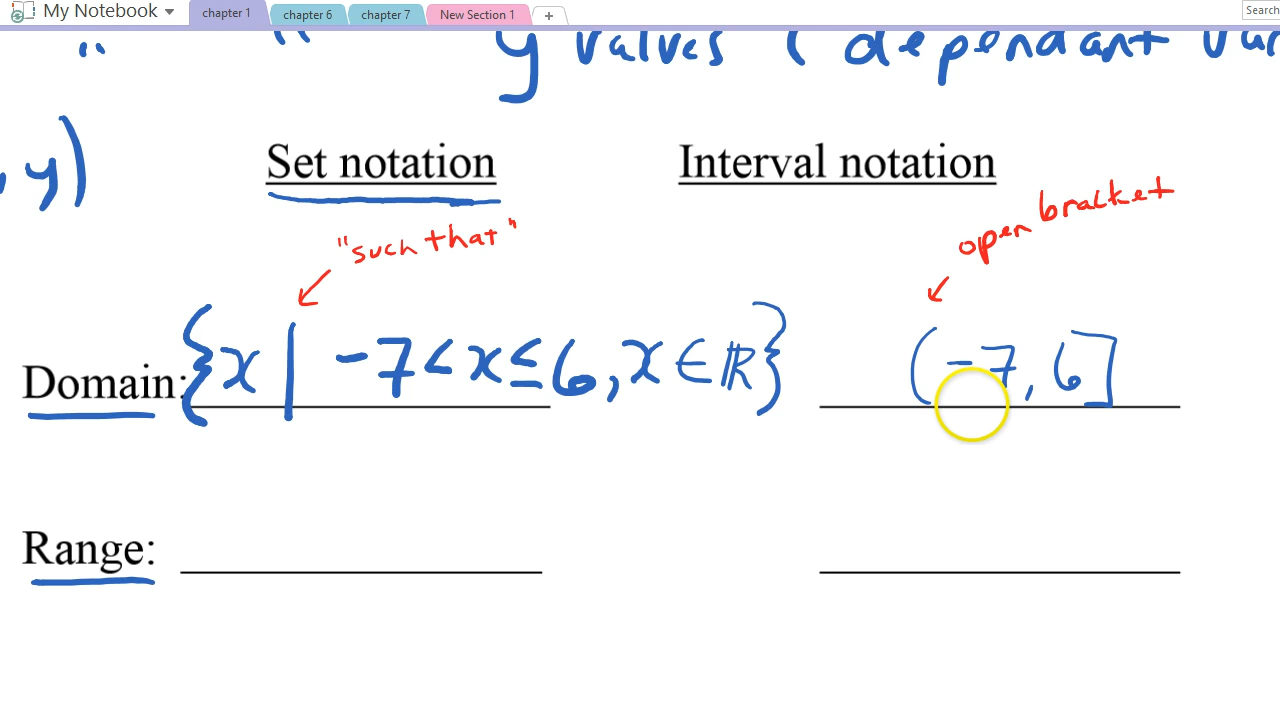 My Notebook chapter 1 chapter 6 chapter 7 New Section 1 + Search
" " y values ( dependant var
, y)
Set notation Interval notation
"such that" open bracket
Domain: {x | -7 < x ≤ 6, x ∈ ℝ} (-7, 6]
Range: